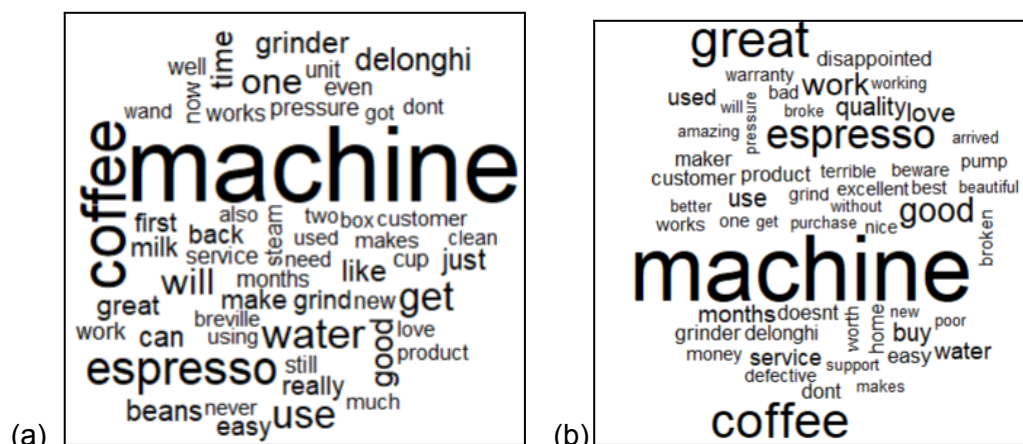 time grinder
well one unit delonghi
now even
wand works pressure got dont
coffee machine
first also steam two box customer
milk back used makes clean
service need like cup just
will months
great make grind new get
work can breville using water good love
espresso still product
really
beans never use much
easy
(a)
great disappointed
warranty work working
used will pressure bad broke quality love
amazing espresso arrived
maker pump
customer product terrible beware
use grind excellent best beautiful
better without good
works one get purchase nice broken
machine
months doesnt worth home new poor
grinder delonghi buy
money service support easy water
defective
dont makes
coffee
(b)